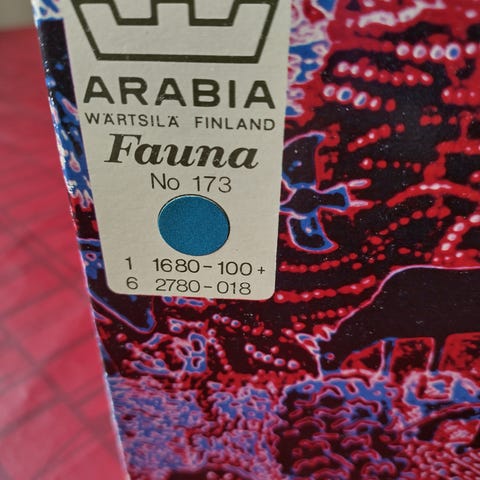 ARABIA
WÄRTSILÄ FINLAND
Fauna
No 173
1 1680-100+
6 2780-018